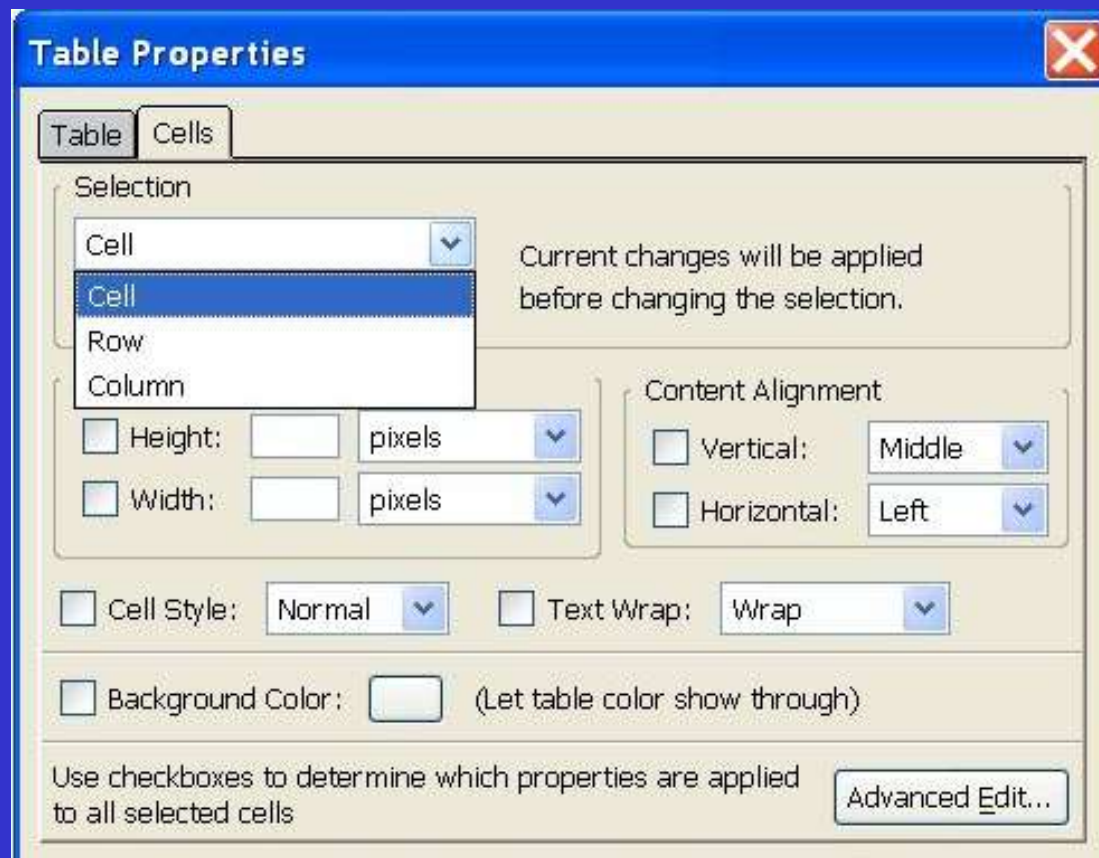 Table Properties
Table Cells
Selection
Cell
Current changes will be applied
before changing the selection.
Cell
Row
Column
Height: pixels
Width: pixels
Content Alignment
Vertical: Middle
Horizontal: Left
Cell Style: Normal Text Wrap: Wrap
Background Color: (Let table color show through)
Use checkboxes to determine which properties are applied
to all selected cells
Advanced Edit...